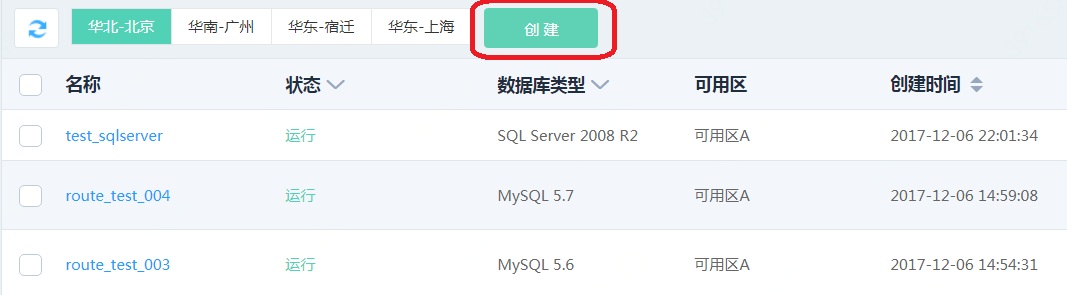 华北-北京 华南-广州 华东-宿迁 华东-上海 创建
名称 状态 数据库类型 可用区 创建时间
test_sqlserver 运行 SQL Server 2008 R2 可用区A 2017-12-06 22:01:34
route_test_004 运行 MySQL 5.7 可用区A 2017-12-06 14:59:08
route_test_003 运行 MySQL 5.6 可用区A 2017-12-06 14:54:31